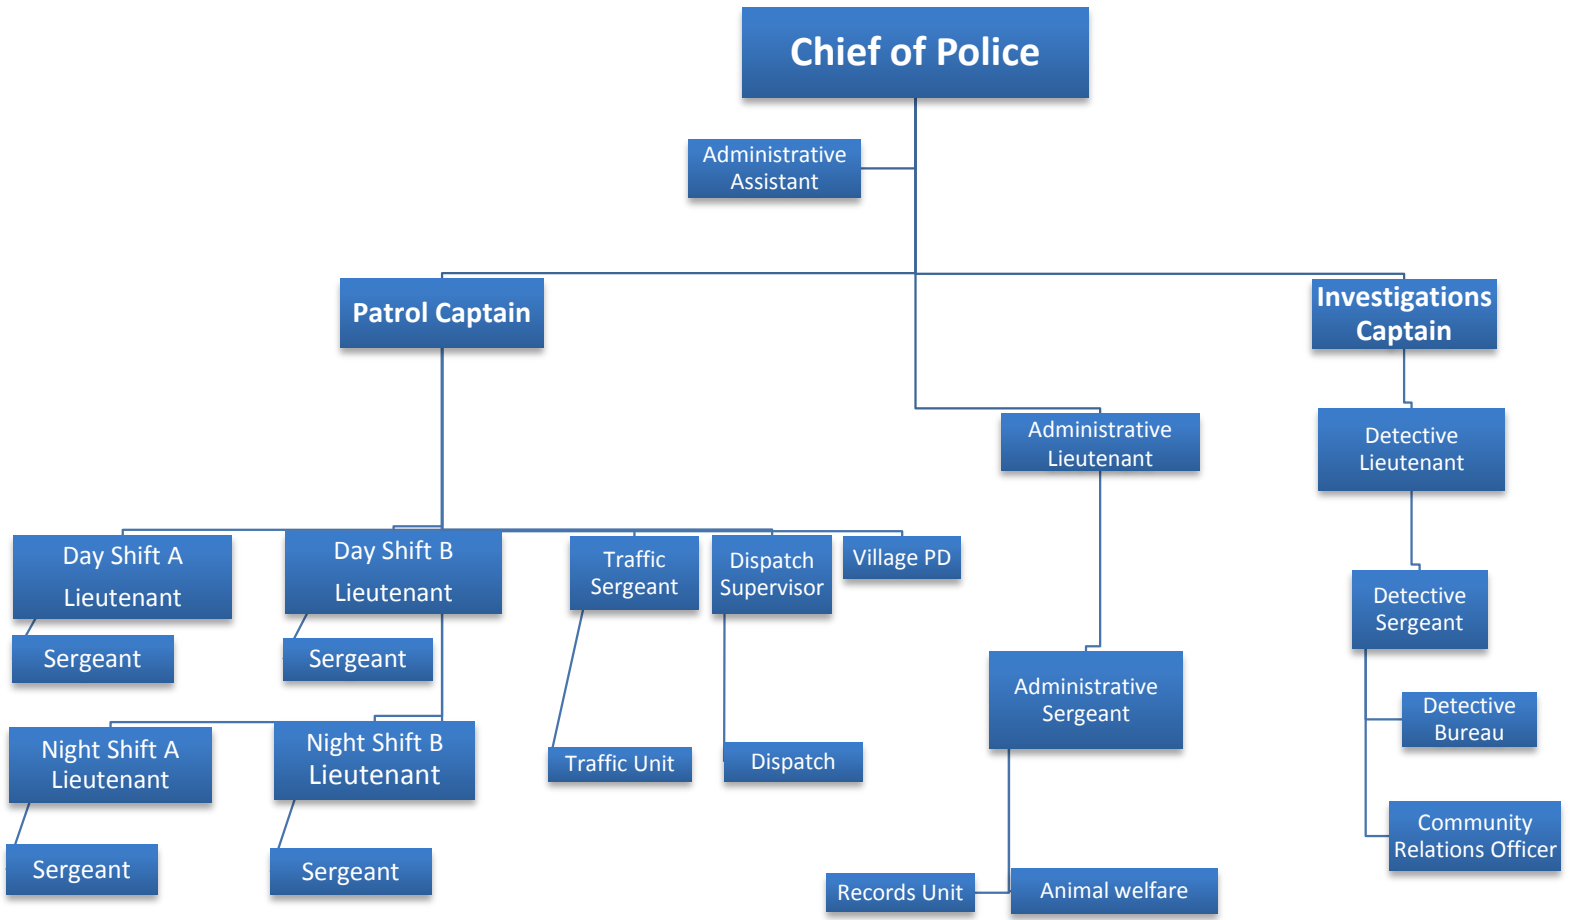 Chief of Police
Administrative
Assistant
Patrol Captain
Investigations
Captain
Administrative
Lieutenant
Detective
Lieutenant
Day Shift A
Lieutenant
Day Shift B
Lieutenant
Traffic
Sergeant
Dispatch
Supervisor
Village PD
Detective
Sergeant
Sergeant
Sergeant
Administrative
Sergeant
Detective
Bureau
Night Shift A
Lieutenant
Night Shift B
Lieutenant
Traffic Unit
Dispatch
Community
Relations Officer
Sergeant
Sergeant
Records Unit
Animal welfare